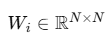 W_i ∈ ℝ^{N×N}